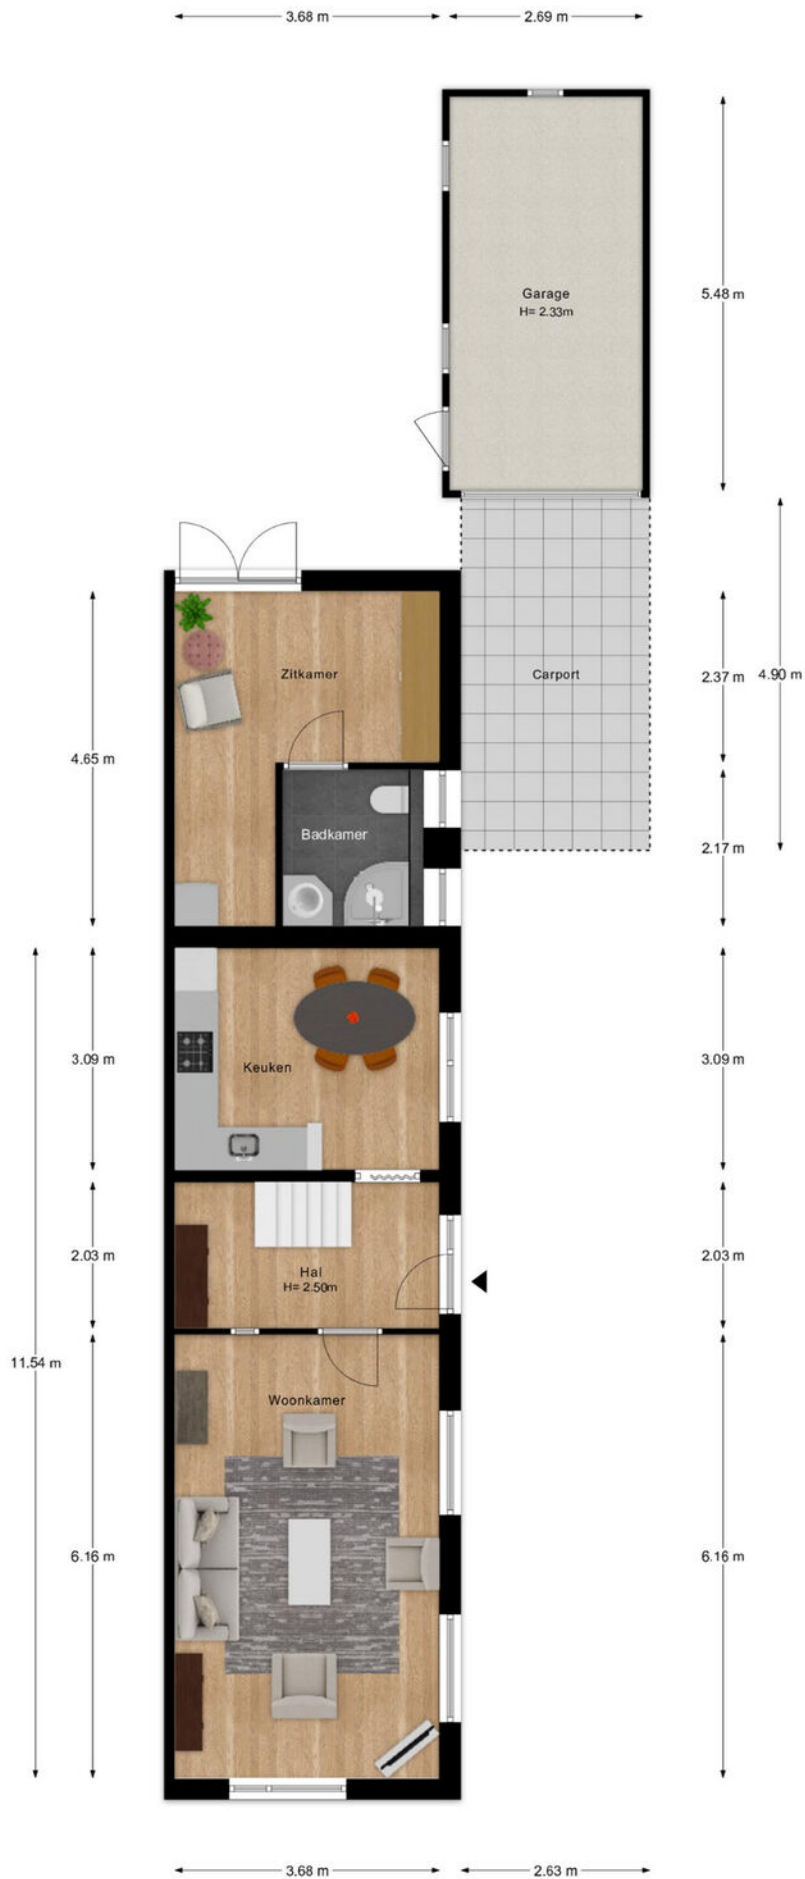 3.68 m
2.69 m
Garage
H= 2.33m
5.48 m
Zitkamer
Carport
2.37 m
4.90 m
4.65 m
Badkamer
2.17 m
3.09 m
Keuken
3.09 m
2.03 m
Hal
H= 2.50m
2.03 m
11.54 m
Woonkamer
6.16 m
6.16 m
3.68 m
2.63 m